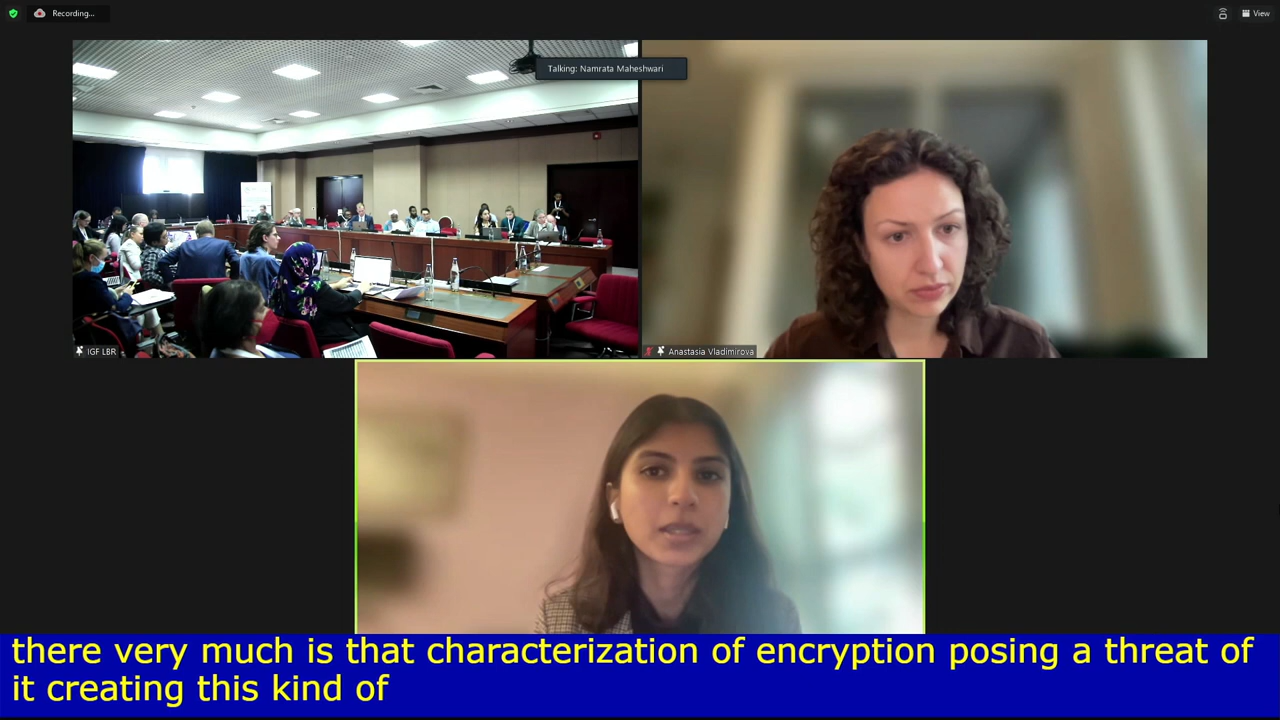 Recording...
View
Talking: Namrata Maheshwari
IGF LBR
Anastasia Vladimirova
there very much is that characterization of encryption posing a threat of
it creating this kind of